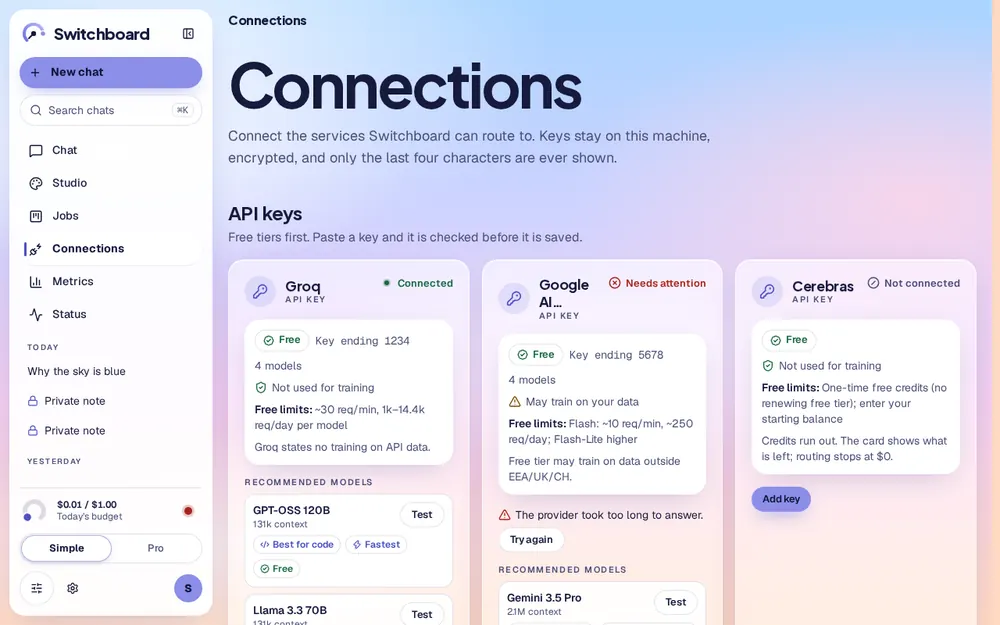 Switchboard
New chat
Search chats
⌘K
Chat
Studio
Jobs
Connections
Metrics
Status
TODAY
Why the sky is blue
Private note
Private note
YESTERDAY
$0.01 / $1.00
Today's budget
Simple
Pro
S
Connections
Connections
Connect the services Switchboard can route to. Keys stay on this machine,
encrypted, and only the last four characters are ever shown.
API keys
Free tiers first. Paste a key and it is checked before it is saved.
Groq
API KEY
Connected
Free
Key ending 1234
4 models
Not used for training
Free limits: ~30 req/min, 1k–14.4k
req/day per model
Groq states no training on API data.
RECOMMENDED MODELS
GPT-OSS 120B
131k context
Test
Best for code
Fastest
Free
Llama 3.3 70B
131k context
Test
Google
AI…
API KEY
Needs attention
Free
Key ending 5678
4 models
May train on your data
Free limits: Flash: ~10 req/min, ~250
req/day; Flash-Lite higher
Free tier may train on data outside
EEA/UK/CH.
The provider took too long to answer.
Try again
RECOMMENDED MODELS
Gemini 3.5 Pro
2.1M context
Test
Cerebras
API KEY
Not connected
Free
Not used for training
Free limits: One-time free credits (no
renewing free tier); enter your
starting balance
Credits run out. The card shows what
is left; routing stops at $0.
Add key